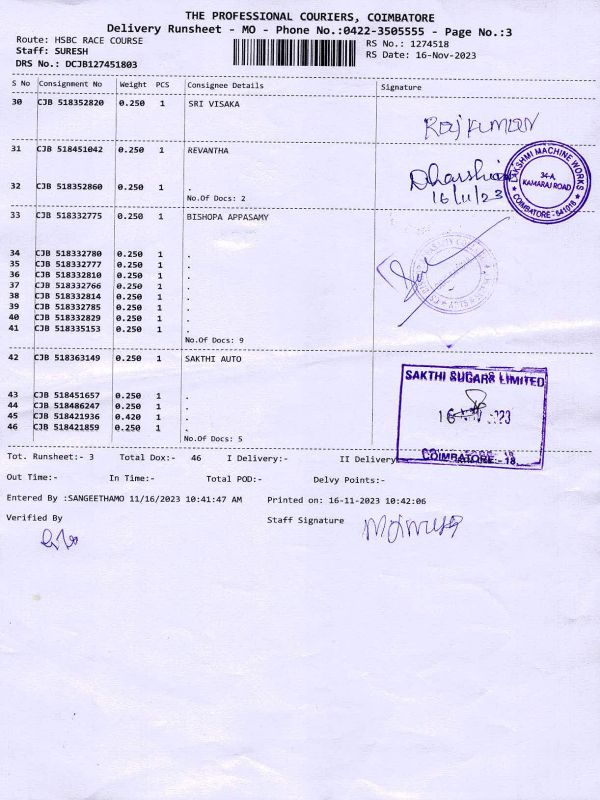 THE PROFESSIONAL COURIERS, COIMBATORE
Delivery Runsheet - MO - Phone No.:0422-3505555 - Page No.:3
Route: HSBC RACE COURSE RS No.: 1274518
Staff: SURESH RS Date: 16-Nov-2023
DRS No.: DCJB127451803
S No Consignment No Weight PCS Consignee Details Signature
30 CJB 518352820 0.250 1 SRI VISAKA
Rajkumar
31 CJB 518451042 0.250 1 REVANTHA
Dharshini
16/11/23
LAKSHMI MACHINE WORKS
34-A,
KAMARAJ ROAD
COIMBATORE - 641018
32 CJB 518352860 0.250 1 .
No.Of Docs: 2
33 CJB 518332775 0.250 1 BISHOPA APPASAMY
34 CJB 518332780 0.250 1 .
35 CJB 518332777 0.250 1 .
36 CJB 518332810 0.250 1 .
37 CJB 518332766 0.250 1 .
38 CJB 518332814 0.250 1 .
39 CJB 518332785 0.250 1 .
40 CJB 518332829 0.250 1 .
41 CJB 518335153 0.250 1 .
No.Of Docs: 9
42 CJB 518363149 0.250 1 SAKTHI AUTO
SAKTHI SUGARS LIMITED
COIMBATORE - 18.
43 CJB 518451657 0.250 1 .
44 CJB 518486247 0.250 1 .
45 CJB 518421936 0.420 1 .
46 CJB 518421859 0.250 1 .
No.Of Docs: 5
Tot. Runsheet:- 3 Total Dox:- 46 I Delivery:- II Delivery:-
Out Time:- In Time:- Total POD:- Delvy Points:-
Entered By :SANGEETHAMO 11/16/2023 10:41:47 AM Printed on: 16-11-2023 10:42:06
Verified By Staff Signature